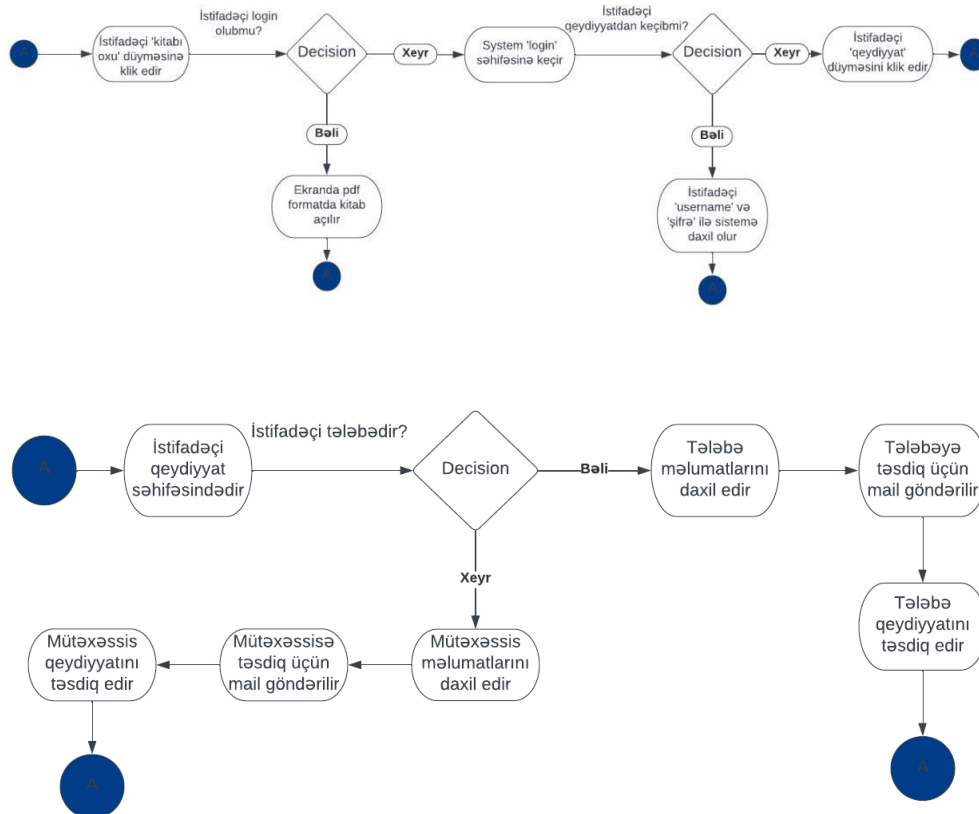 A
İstifadəçi 'kitabı
oxu' düyməsinə
klik edir
İstifadəçi login
olubmu?
Decision
Xeyr
System 'login'
səhifəsinə keçir
İstifadəçi
qeydiyyatdan keçibmi?
Decision
Xeyr
İstifadəçi
'qeydiyyat'
düyməsini klik edir
A
Bəli
Ekranda pdf
formatda kitab
açılır
A
Bəli
İstifadəçi
'username' və
'şifrə' ilə sistemə
daxil olur
A
A
İstifadəçi
qeydiyyat
səhifəsindədir
İstifadəçi tələbədir?
Decision
Bəli
Tələbə
məlumatlarını
daxil edir
Tələbəyə
təsdiq üçün
mail göndərilir
Tələbə
qeydiyyatını
təsdiq edir
A
Xeyr
Mütəxəssis
məlumatlarını
daxil edir
Mütəxəssisə
təsdiq üçün
mail göndərilir
Mütəxəssis
qeydiyyatını
təsdiq edir
A